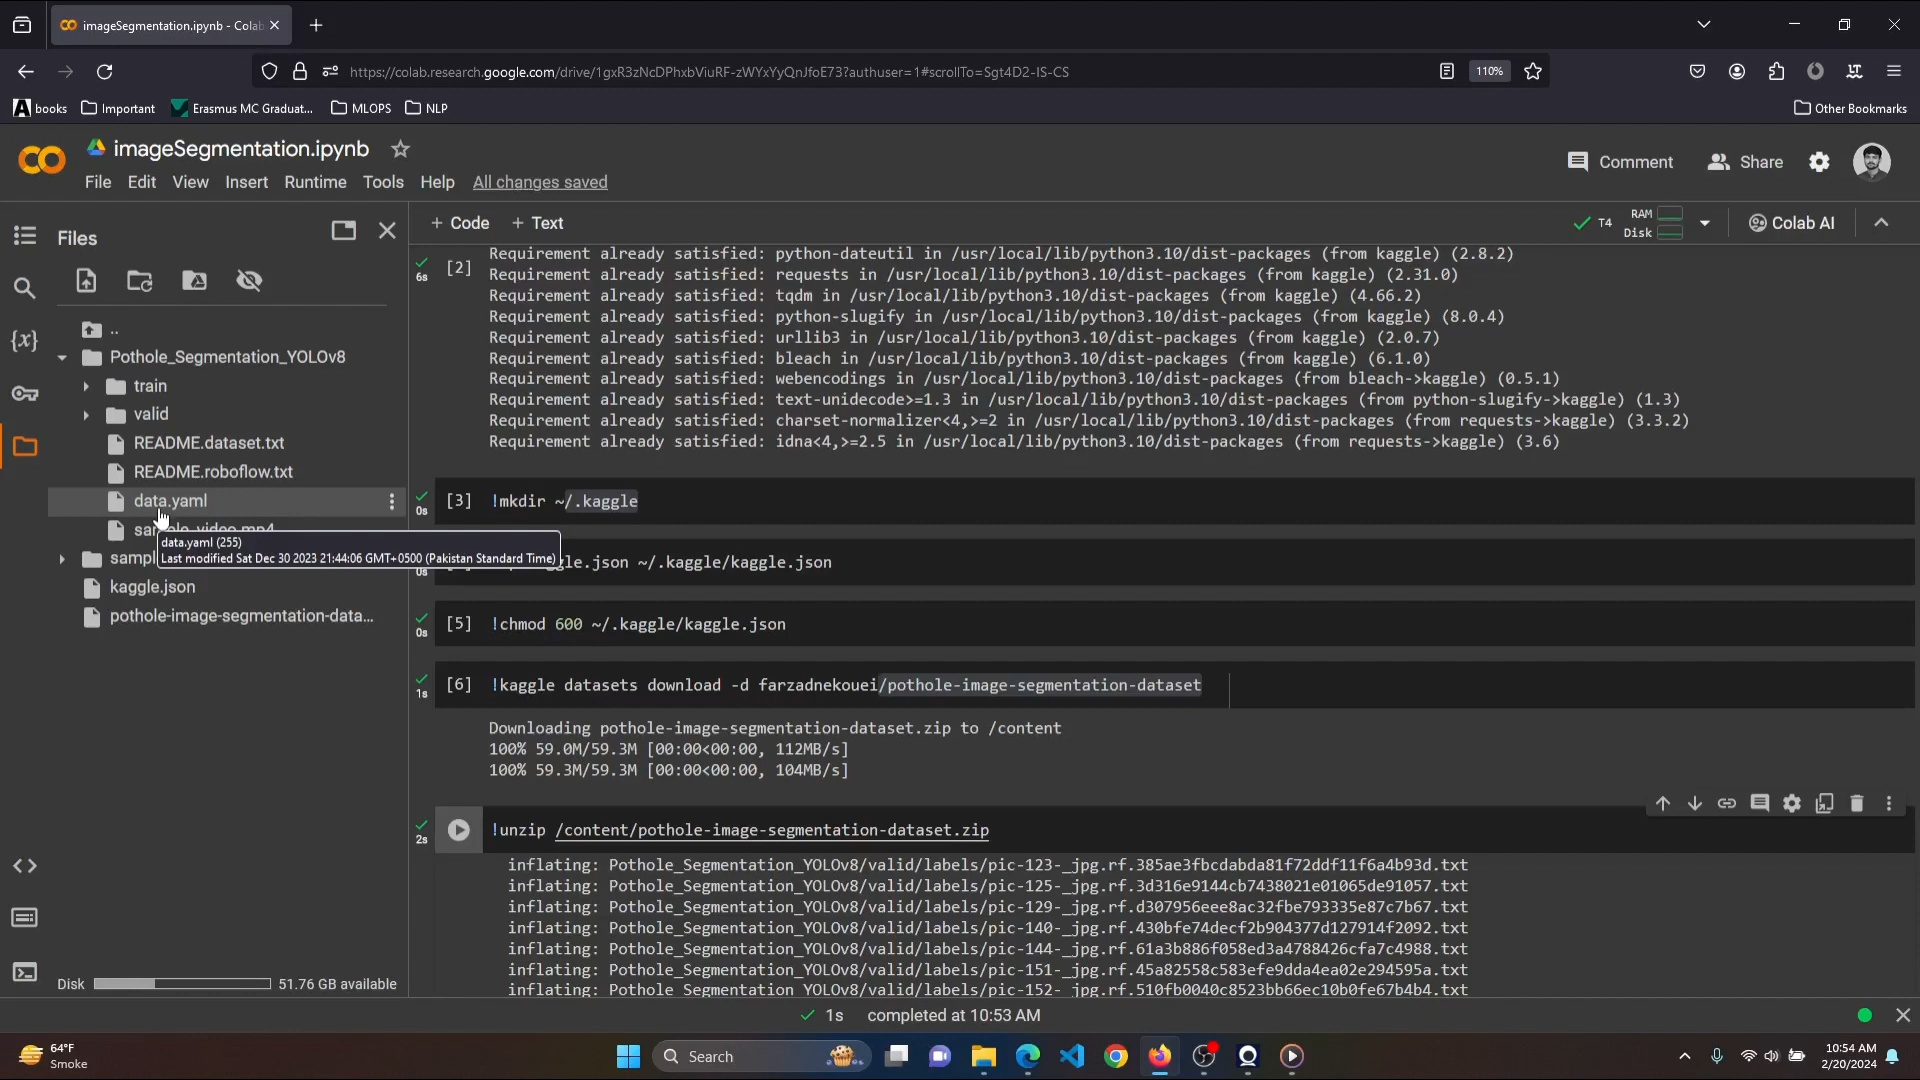 imageSegmentation.ipynb - Colab
https://colab.research.google.com/drive/1gxR3zNcDPhxbViuRF-zWYxYyQnJfoE73?authuser=1#scrollTo=Sgt4D2-IS-CS
110%
books
Important
Erasmus MC Graduat...
MLOPS
NLP
Other Bookmarks
imageSegmentation.ipynb
File Edit View Insert Runtime Tools Help All changes saved
Comment
Share
Files
+ Code + Text
T4
RAM
Disk
Colab AI
..
Pothole_Segmentation_YOLOv8
train
valid
README.dataset.txt
README.roboflow.txt
data.yaml
data.yaml (255)
Last modified Sat Dec 30 2023 21:44:06 GMT+0500 (Pakistan Standard Time)
kaggle.json
pothole-image-segmentation-data...
Disk 51.76 GB available
[2]
6s
Requirement already satisfied: python-dateutil in /usr/local/lib/python3.10/dist-packages (from kaggle) (2.8.2)
Requirement already satisfied: requests in /usr/local/lib/python3.10/dist-packages (from kaggle) (2.31.0)
Requirement already satisfied: tqdm in /usr/local/lib/python3.10/dist-packages (from kaggle) (4.66.2)
Requirement already satisfied: python-slugify in /usr/local/lib/python3.10/dist-packages (from kaggle) (8.0.4)
Requirement already satisfied: urllib3 in /usr/local/lib/python3.10/dist-packages (from kaggle) (2.0.7)
Requirement already satisfied: bleach in /usr/local/lib/python3.10/dist-packages (from kaggle) (6.1.0)
Requirement already satisfied: webencodings in /usr/local/lib/python3.10/dist-packages (from bleach->kaggle) (0.5.1)
Requirement already satisfied: text-unidecode>=1.3 in /usr/local/lib/python3.10/dist-packages (from python-slugify->kaggle) (1.3)
Requirement already satisfied: charset-normalizer<4,>=2 in /usr/local/lib/python3.10/dist-packages (from requests->kaggle) (3.3.2)
Requirement already satisfied: idna<4,>=2.5 in /usr/local/lib/python3.10/dist-packages (from requests->kaggle) (3.6)
[3] !mkdir ~/.kaggle
0s
gle.json ~/.kaggle/kaggle.json
0s
[5] !chmod 600 ~/.kaggle/kaggle.json
0s
[6] !kaggle datasets download -d farzadnekouei/pothole-image-segmentation-dataset
1s
Downloading pothole-image-segmentation-dataset.zip to /content
100% 59.0M/59.3M [00:00<00:00, 112MB/s]
100% 59.3M/59.3M [00:00<00:00, 104MB/s]
!unzip /content/pothole-image-segmentation-dataset.zip
2s
inflating: Pothole_Segmentation_YOLOv8/valid/labels/pic-123-_jpg.rf.385ae3fbcdabda81f72ddf11f6a4b93d.txt
inflating: Pothole_Segmentation_YOLOv8/valid/labels/pic-125-_jpg.rf.3d316e9144cb7438021e01065de91057.txt
inflating: Pothole_Segmentation_YOLOv8/valid/labels/pic-129-_jpg.rf.d307956eee8ac32fbe793335e87c7b67.txt
inflating: Pothole_Segmentation_YOLOv8/valid/labels/pic-140-_jpg.rf.430bfe74decf2b904377d127914f2092.txt
inflating: Pothole_Segmentation_YOLOv8/valid/labels/pic-144-_jpg.rf.61a3b886f058ed3a4788426cfa7c4988.txt
inflating: Pothole_Segmentation_YOLOv8/valid/labels/pic-151-_jpg.rf.45a82558c583efe9dda4ea02e294595a.txt
inflating: Pothole_Segmentation_YOLOv8/valid/labels/pic-152-_jpg.rf.510fb0040c8523bb66ec10b0fe67b4b4.txt
1s completed at 10:53 AM
64°F
Smoke
Search
10:54 AM
2/20/2024